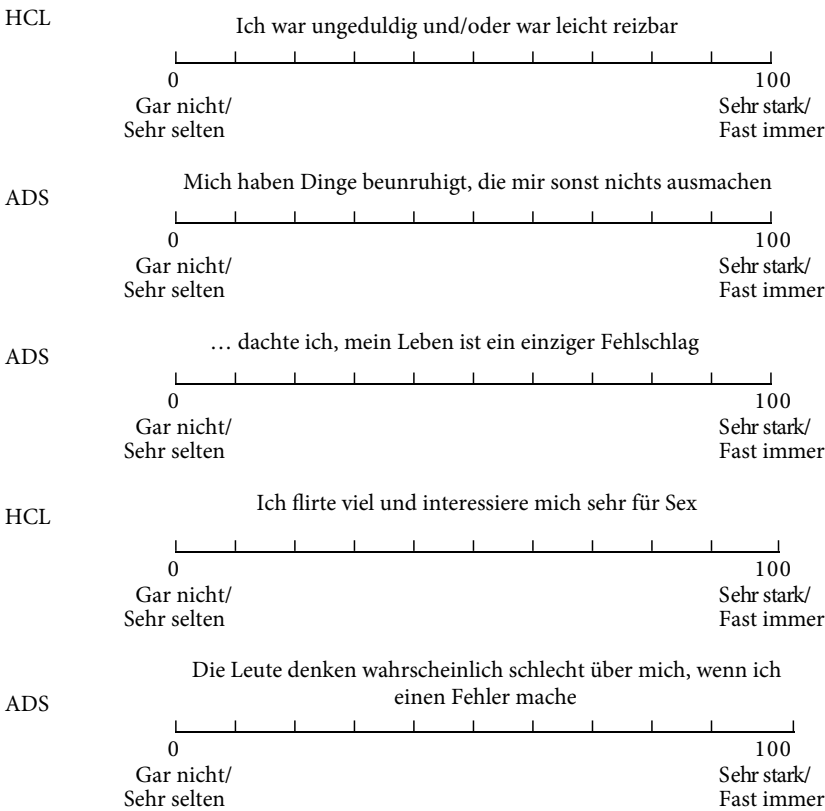 HCL
Ich war ungeduldig und/oder war leicht reizbar
0 100
Gar nicht/ Sehr stark/
Sehr selten Fast immer
ADS
Mich haben Dinge beunruhigt, die mir sonst nichts ausmachen
0 100
Gar nicht/ Sehr stark/
Sehr selten Fast immer
ADS
… dachte ich, mein Leben ist ein einziger Fehlschlag
0 100
Gar nicht/ Sehr stark/
Sehr selten Fast immer
HCL
Ich flirte viel und interessiere mich sehr für Sex
0 100
Gar nicht/ Sehr stark/
Sehr selten Fast immer
ADS
Die Leute denken wahrscheinlich schlecht über mich, wenn ich
einen Fehler mache
0 100
Gar nicht/ Sehr stark/
Sehr selten Fast immer